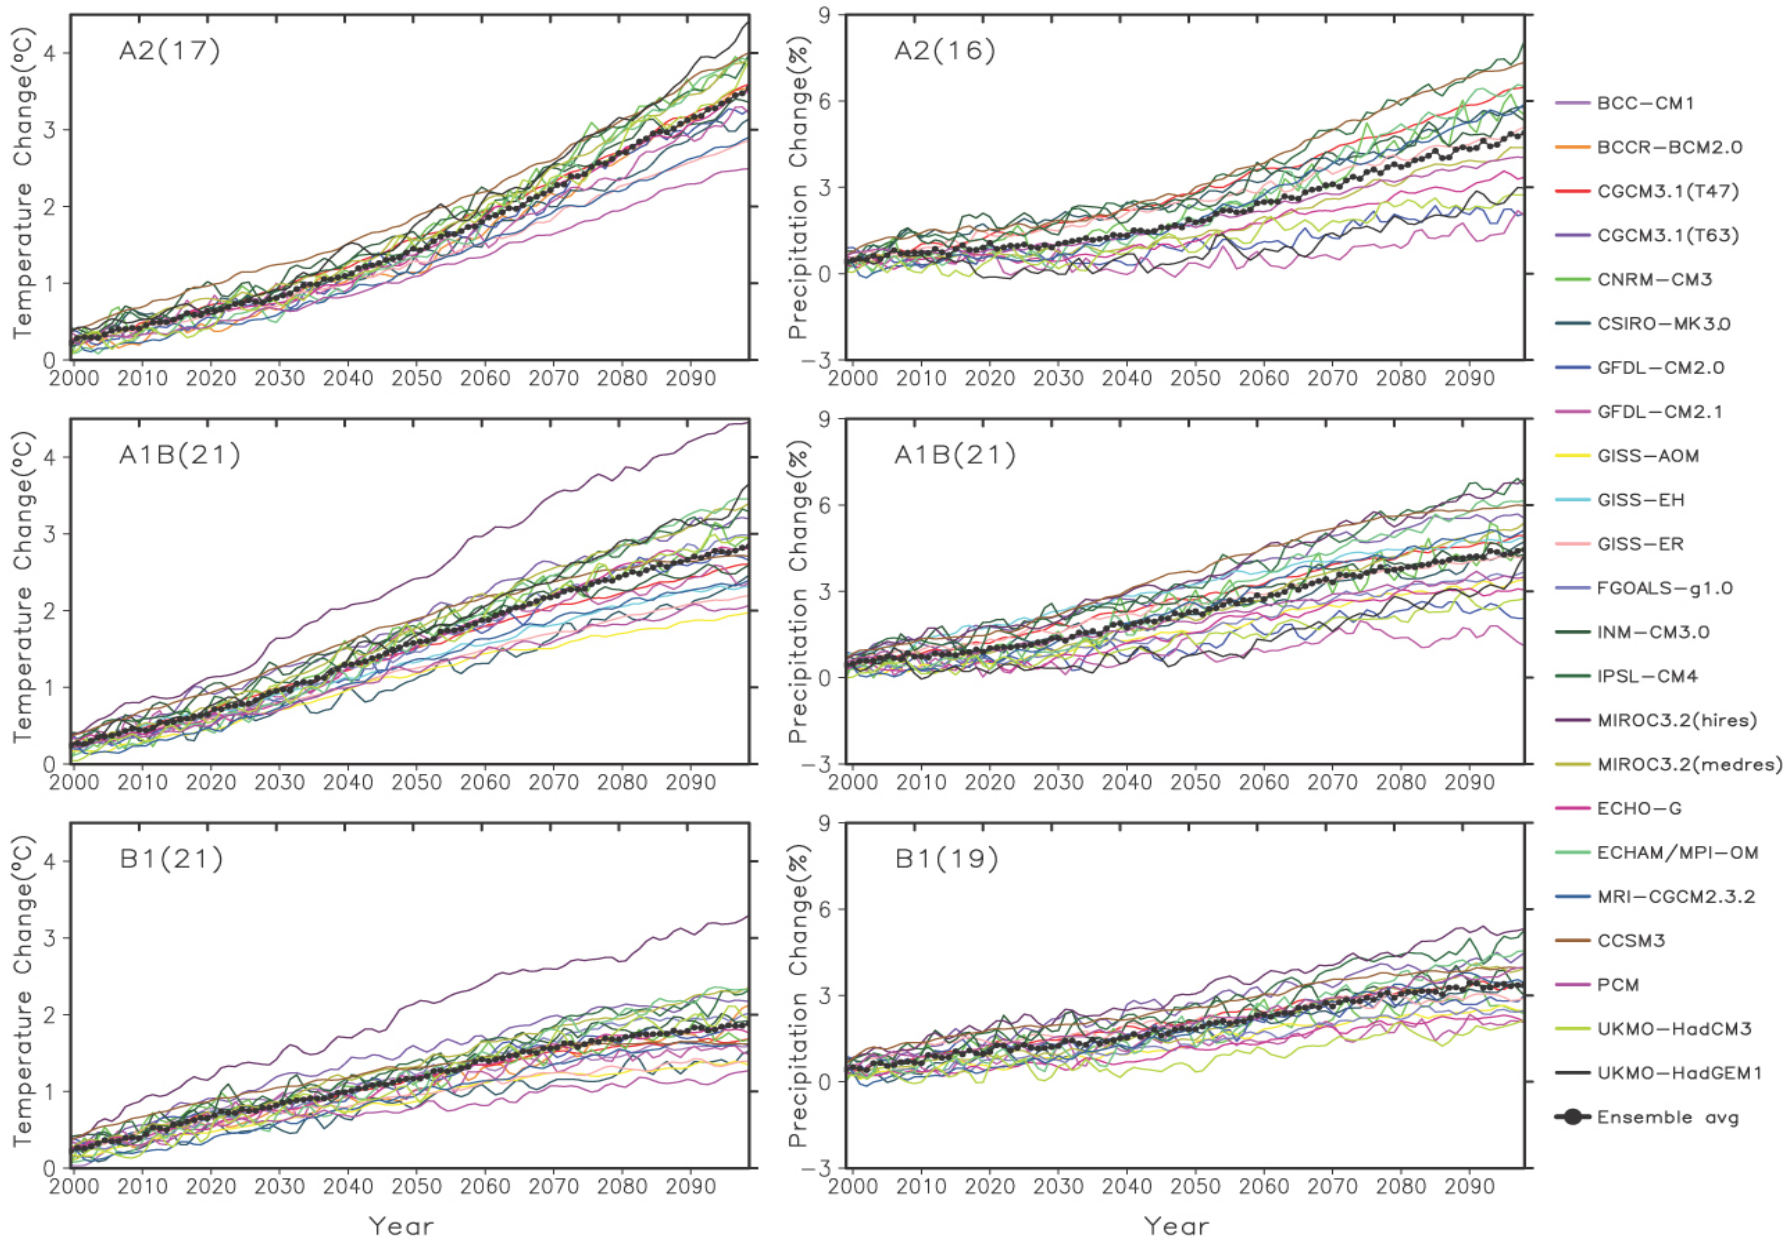 A2(17)
Temperature Change(°C)
4
3
2
1
0
2000 2010 2020 2030 2040 2050 2060 2070 2080 2090
A2(16)
Precipitation Change(%)
9
6
3
0
−3
2000 2010 2020 2030 2040 2050 2060 2070 2080 2090
A1B(21)
Temperature Change(°C)
4
3
2
1
0
2000 2010 2020 2030 2040 2050 2060 2070 2080 2090
A1B(21)
Precipitation Change(%)
9
6
3
0
−3
2000 2010 2020 2030 2040 2050 2060 2070 2080 2090
B1(21)
Temperature Change(°C)
4
3
2
1
0
2000 2010 2020 2030 2040 2050 2060 2070 2080 2090
Year
B1(19)
Precipitation Change(%)
9
6
3
0
−3
2000 2010 2020 2030 2040 2050 2060 2070 2080 2090
Year
BCC−CM1
BCCR−BCM2.0
CGCM3.1(T47)
CGCM3.1(T63)
CNRM−CM3
CSIRO−MK3.0
GFDL−CM2.0
GFDL−CM2.1
GISS−AOM
GISS−EH
GISS−ER
FGOALS−g1.0
INM−CM3.0
IPSL−CM4
MIROC3.2(hires)
MIROC3.2(medres)
ECHO−G
ECHAM/MPI−OM
MRI−CGCM2.3.2
CCSM3
PCM
UKMO−HadCM3
UKMO−HadGEM1
Ensemble avg